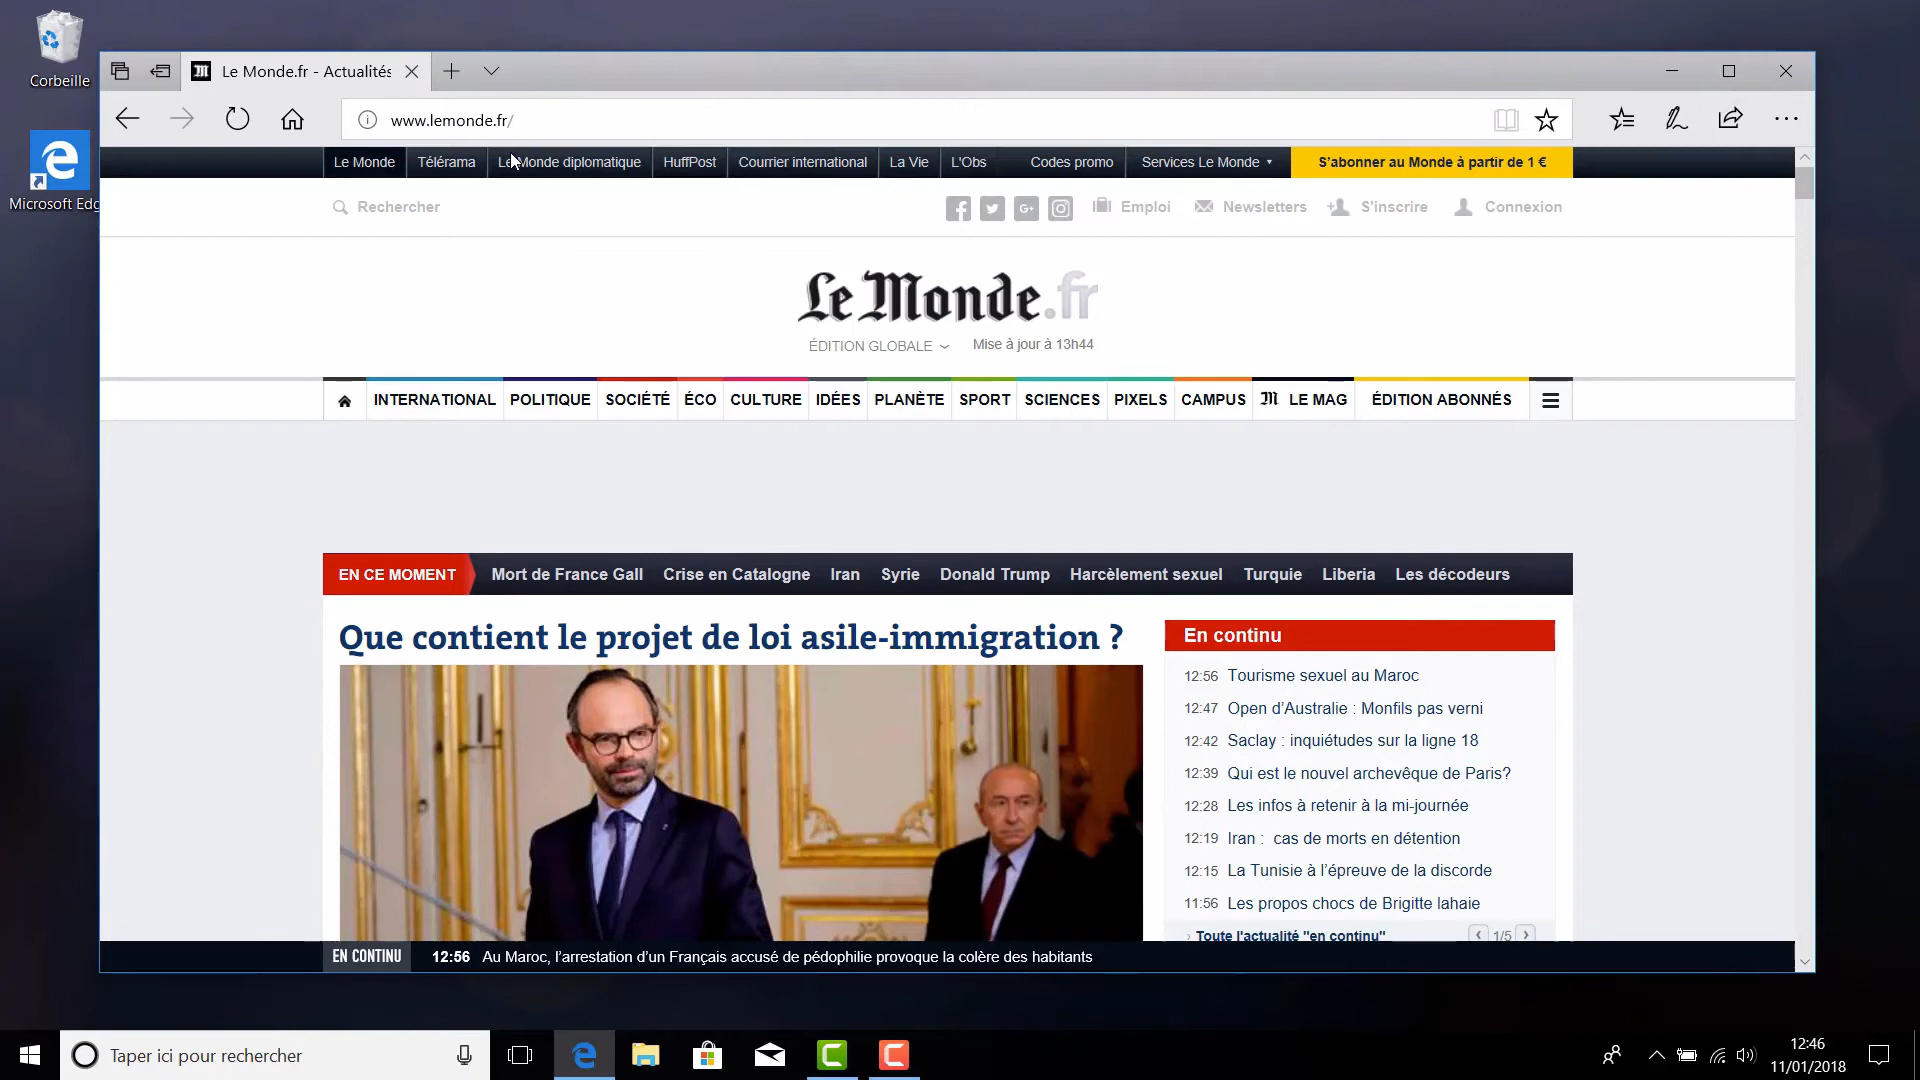 Corbeille
Microsoft Edg
Le Monde.fr - Actualités
www.lemonde.fr/
Le Monde Télérama Le Monde diplomatique HuffPost Courrier international La Vie L'Obs Codes promo Services Le Monde S'abonner au Monde à partir de 1 €
Rechercher Emploi Newsletters S'inscrire Connexion
Le Monde.fr
ÉDITION GLOBALE Mise à jour à 13h44
INTERNATIONAL POLITIQUE SOCIÉTÉ ÉCO CULTURE IDÉES PLANÈTE SPORT SCIENCES PIXELS CAMPUS M LE MAG ÉDITION ABONNÉS
EN CE MOMENT Mort de France Gall Crise en Catalogne Iran Syrie Donald Trump Harcèlement sexuel Turquie Liberia Les décodeurs
Que contient le projet de loi asile-immigration ?
En continu
12:56 Tourisme sexuel au Maroc
12:47 Open d’Australie : Monfils pas verni
12:42 Saclay : inquiétudes sur la ligne 18
12:39 Qui est le nouvel archevêque de Paris?
12:28 Les infos à retenir à la mi-journée
12:19 Iran : cas de morts en détention
12:15 La Tunisie à l’épreuve de la discorde
11:56 Les propos chocs de Brigitte lahaie
› Toute l'actualité "en continu" 1/5
EN CONTINU 12:56 Au Maroc, l’arrestation d’un Français accusé de pédophilie provoque la colère des habitants
Taper ici pour rechercher
12:46
11/01/2018